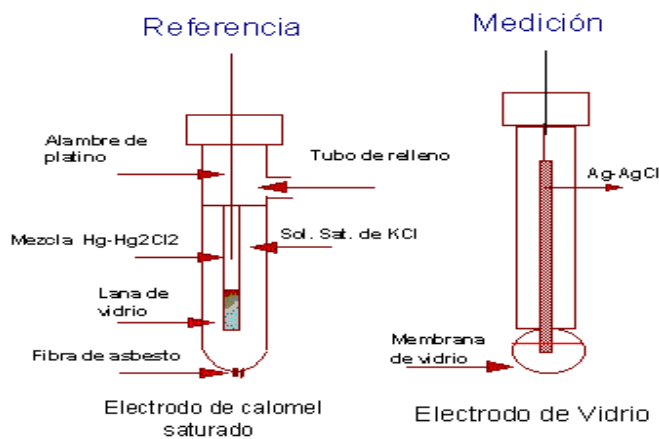 Referencia
Alambre de
platino
Tubo de relleno
Mezcla Hg-Hg2Cl2
Sol. Sat. de KCl
Lana de
vidrio
Fibra de asbesto
Electrodo de calomel
saturado
Medición
Ag-AgCl
Membrana
de vidrio
Electrodo de Vidrio